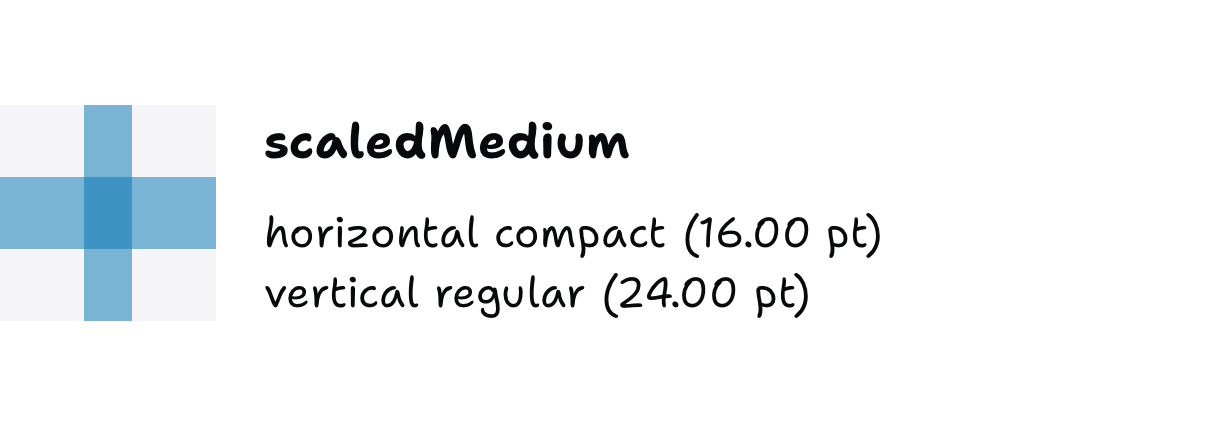 scaledMedium
horizontal compact (16.00 pt)
vertical regular (24.00 pt)